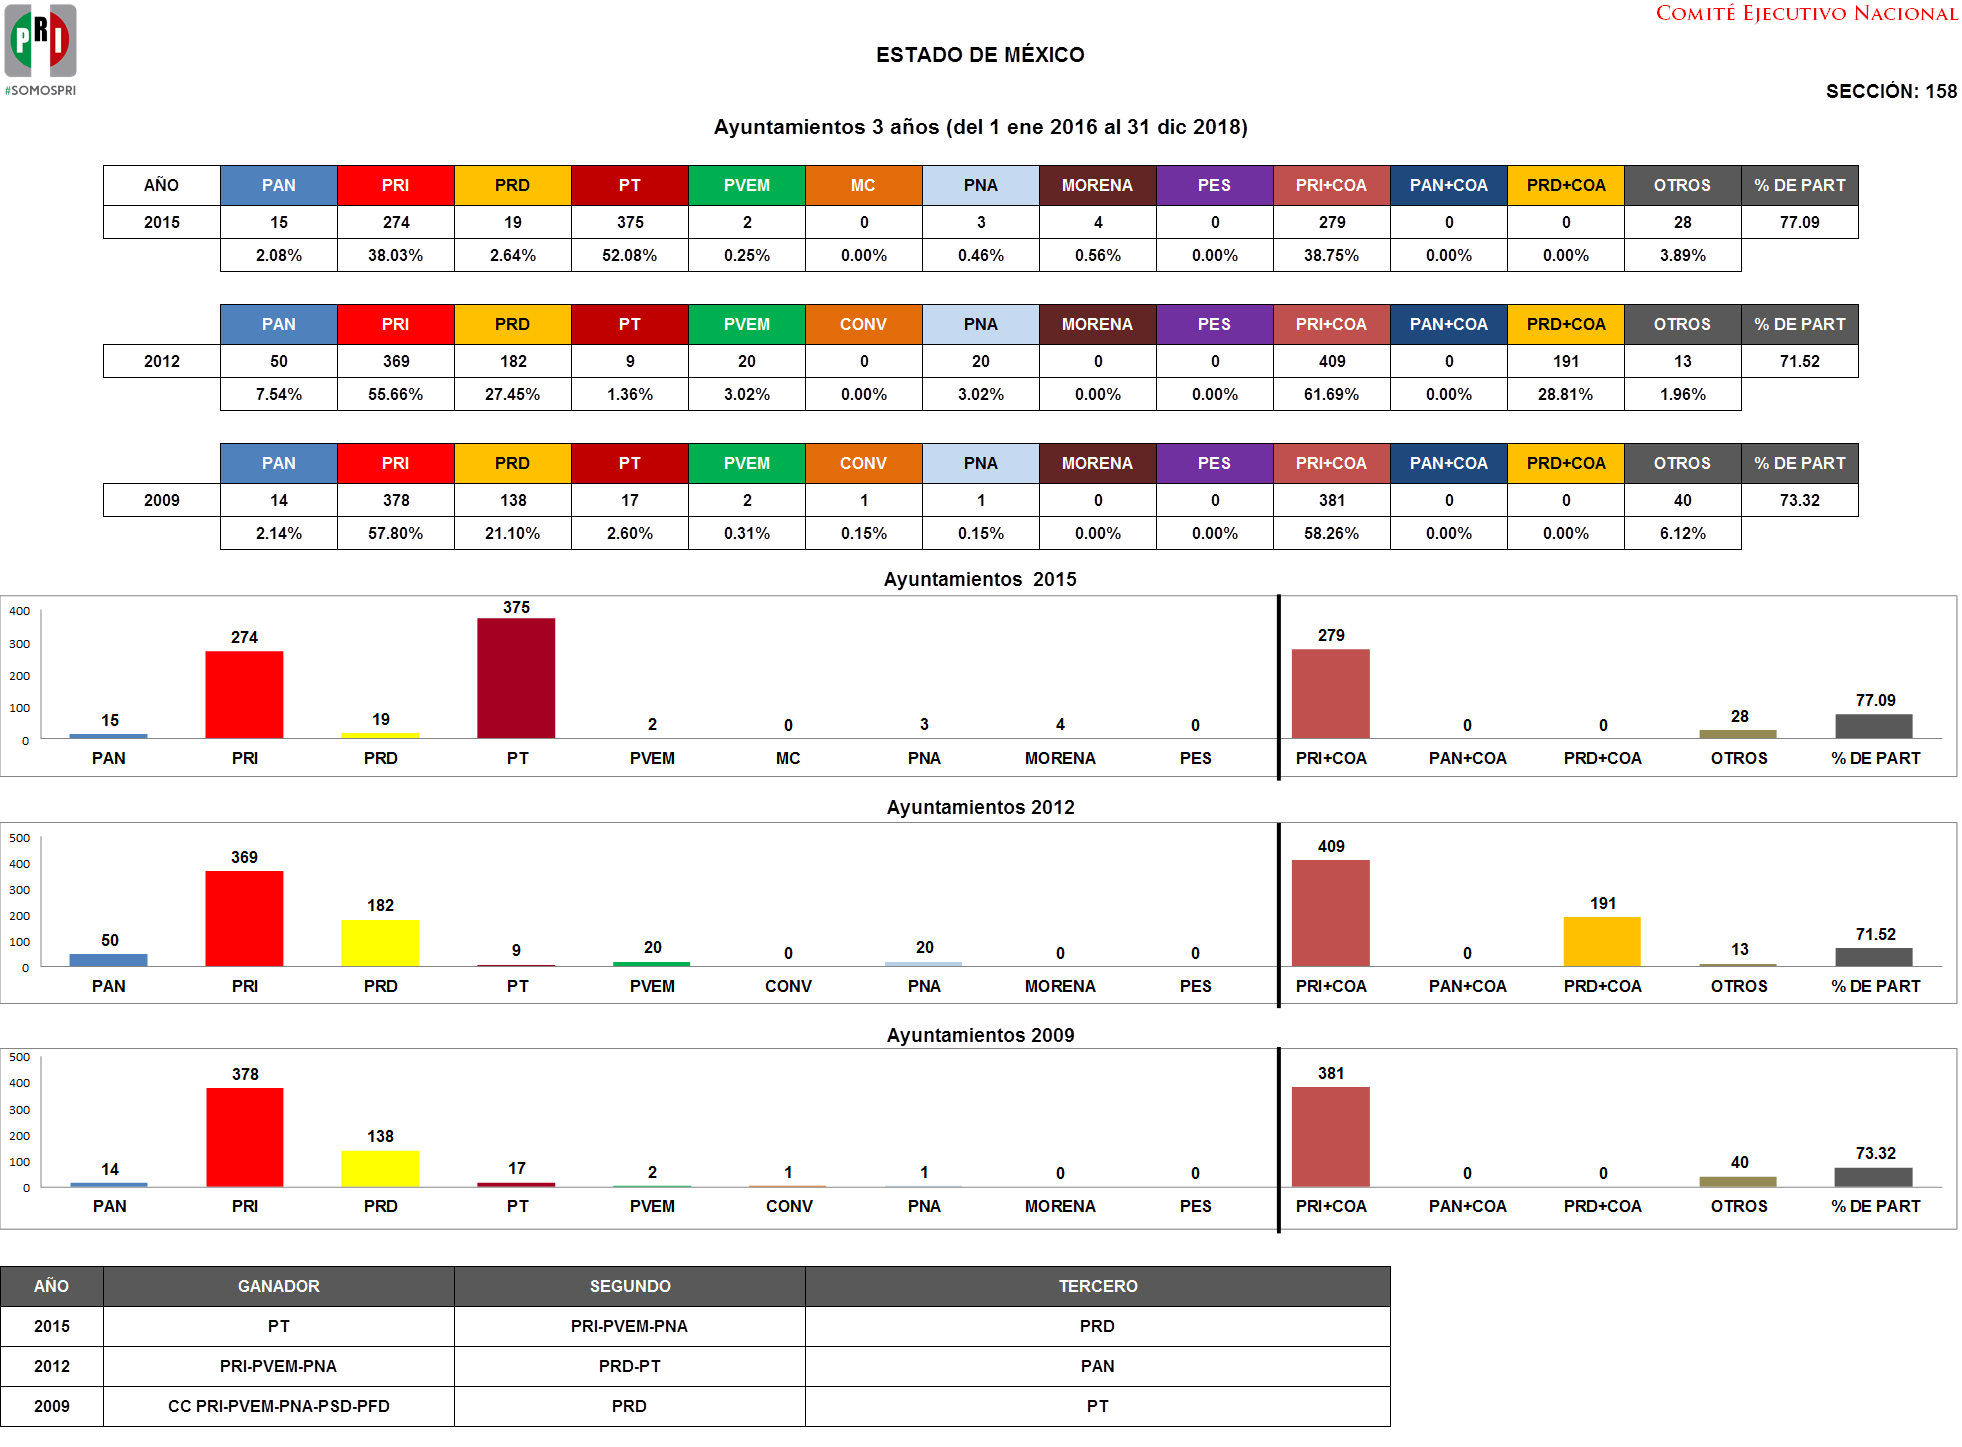 PRI
#SOMOSPRI
COMITÉ EJECUTIVO NACIONAL
ESTADO DE MÉXICO
SECCIÓN: 158
Ayuntamientos 3 años (del 1 ene 2016 al 31 dic 2018)
AÑO PAN PRI PRD PT PVEM MC PNA MORENA PES PRI+COA PAN+COA PRD+COA OTROS % DE PART
2015 15 274 19 375 2 0 3 4 0 279 0 0 28 77.09
2.08% 38.03% 2.64% 52.08% 0.25% 0.00% 0.46% 0.56% 0.00% 38.75% 0.00% 0.00% 3.89%
PAN PRI PRD PT PVEM CONV PNA MORENA PES PRI+COA PAN+COA PRD+COA OTROS % DE PART
2012 50 369 182 9 20 0 20 0 0 409 0 191 13 71.52
7.54% 55.66% 27.45% 1.36% 3.02% 0.00% 3.02% 0.00% 0.00% 61.69% 0.00% 28.81% 1.96%
PAN PRI PRD PT PVEM CONV PNA MORENA PES PRI+COA PAN+COA PRD+COA OTROS % DE PART
2009 14 378 138 17 2 1 1 0 0 381 0 0 40 73.32
2.14% 57.80% 21.10% 2.60% 0.31% 0.15% 0.15% 0.00% 0.00% 58.26% 0.00% 0.00% 6.12%
Ayuntamientos 2015
400
300
200
100
0
15 274 19 375 2 0 3 4 0 279 0 0 28 77.09
PAN PRI PRD PT PVEM MC PNA MORENA PES PRI+COA PAN+COA PRD+COA OTROS % DE PART
Ayuntamientos 2012
500
400
300
200
100
0
50 369 182 9 20 0 20 0 0 409 0 191 13 71.52
PAN PRI PRD PT PVEM CONV PNA MORENA PES PRI+COA PAN+COA PRD+COA OTROS % DE PART
Ayuntamientos 2009
500
400
300
200
100
0
14 378 138 17 2 1 1 0 0 381 0 0 40 73.32
PAN PRI PRD PT PVEM CONV PNA MORENA PES PRI+COA PAN+COA PRD+COA OTROS % DE PART
AÑO GANADOR SEGUNDO TERCERO
2015 PT PRI-PVEM-PNA PRD
2012 PRI-PVEM-PNA PRD-PT PAN
2009 CC PRI-PVEM-PNA-PSD-PFD PRD PT